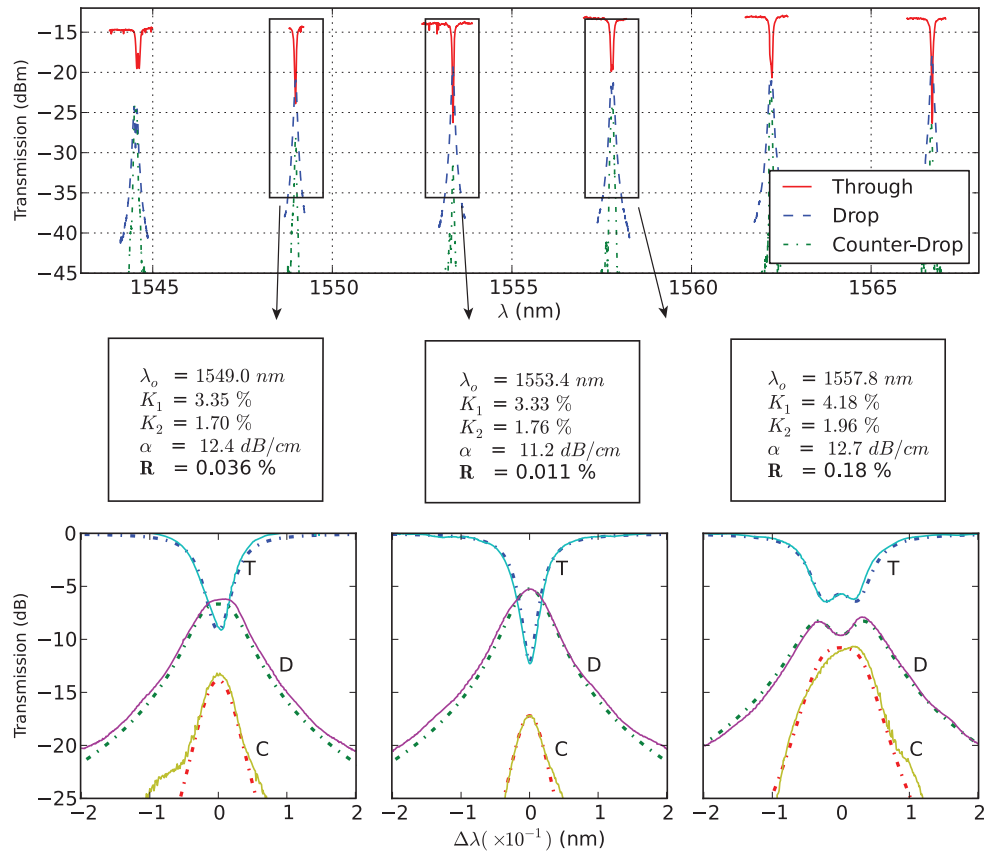 Transmission (dBm)
−15
−20
−25
−30
−35
−40
−45
1545
1550
1555
1560
1565
λ (nm)
Through
Drop
Counter-Drop
λₒ = 1549.0 nm
K₁ = 3.35 %
K₂ = 1.70 %
α = 12.4 dB/cm
R = 0.036 %
λₒ = 1553.4 nm
K₁ = 3.33 %
K₂ = 1.76 %
α = 11.2 dB/cm
R = 0.011 %
λₒ = 1557.8 nm
K₁ = 4.18 %
K₂ = 1.96 %
α = 12.7 dB/cm
R = 0.18 %
Transmission (dB)
0
−5
−10
−15
−20
−25
T
D
C
−2
−1
0
1
2
T
D
C
−2
−1
0
1
2
T
D
C
−2
−1
0
1
2
Δλ(×10⁻¹) (nm)